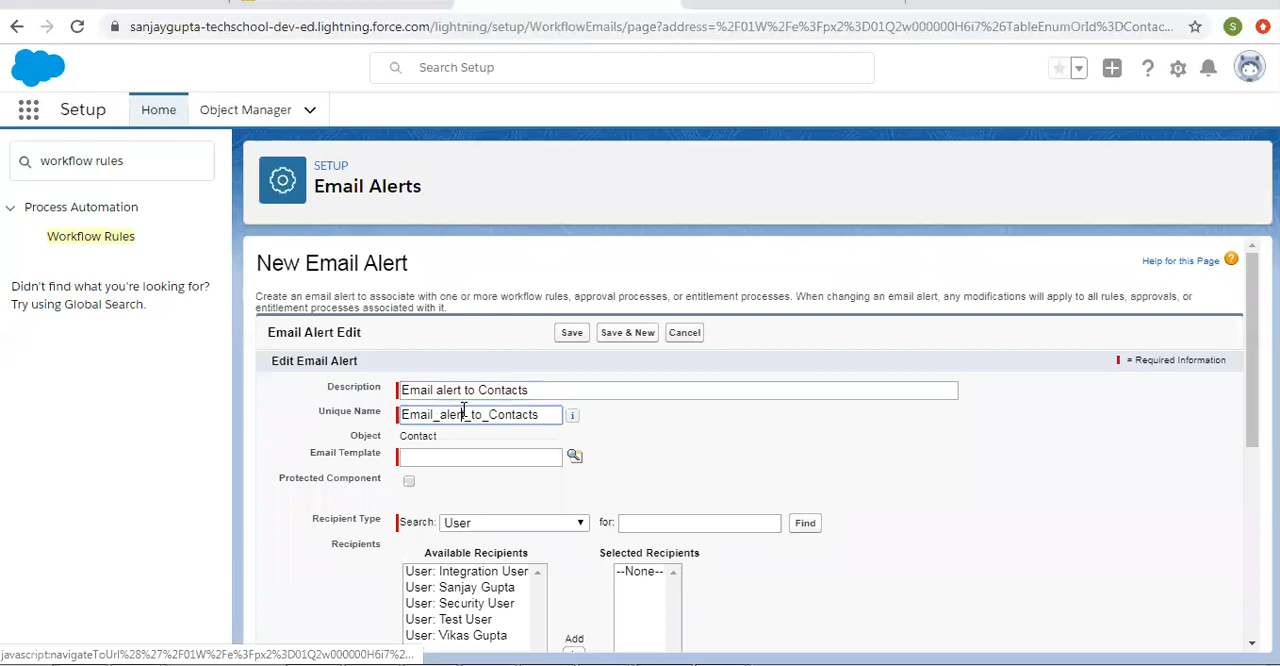 sanjaygupta-techschool-dev-ed.lightning.force.com/lightning/setup/WorkflowEmails/page?address=%2F01W%2Fe%3Fpx2%3D01Q2w000000H6i7%26TableEnumOrId%3DContac...
S
Search Setup
Setup
Home
Object Manager
workflow rules
Process Automation
Workflow Rules
Didn't find what you're looking for?
Try using Global Search.
SETUP
Email Alerts
New Email Alert
Help for this Page ?
Create an email alert to associate with one or more workflow rules, approval processes, or entitlement processes. When changing an email alert, any modifications will apply to all rules, approvals, or
entitlement processes associated with it.
Email Alert Edit Save Save & New Cancel
Edit Email Alert = Required Information
Description Email alert to Contacts
Unique Name Email_alert_to_Contacts i
Object Contact
Email Template
Protected Component
Recipient Type Search: User for: Find
Recipients
Available Recipients Selected Recipients
User: Integration User --None--
User: Sanjay Gupta
User: Security User
User: Test User
User: Vikas Gupta
Add
javascript:navigateToUrl%28%27%2F01W%2Fe%3Fpx2%3D01Q2w000000H6i7%2...